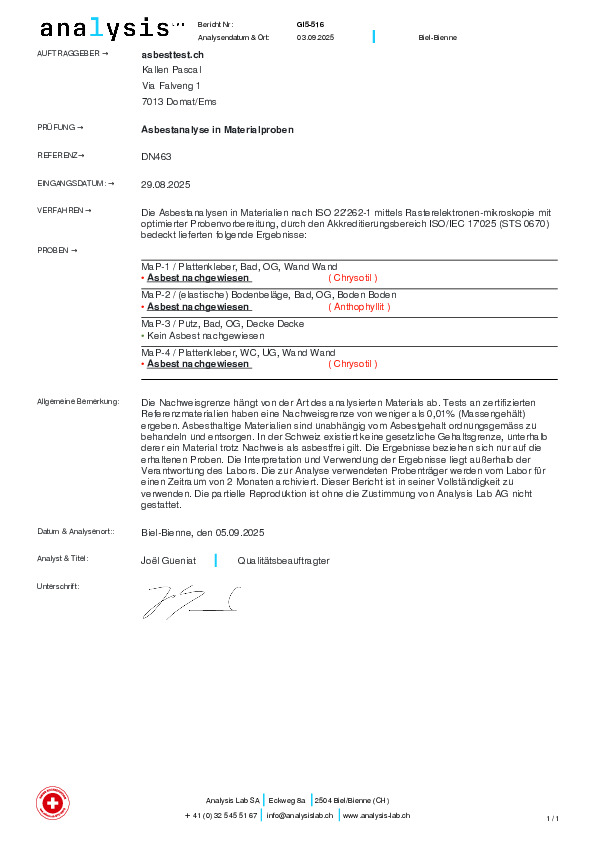 analysis
Bericht Nr: GI5-516
Analysendatum & Ort: 03.09.2025 Biel-Bienne
AUFTRAGGEBER → asbesttest.ch
Kallen Pascal
Via Falveng 1
7013 Domat/Ems
PRÜFUNG → Asbestanalyse in Materialproben
REFERENZ→ DN463
EINGANGSDATUM: → 29.08.2025
VERFAHREN → Die Asbestanalysen in Materialien nach ISO 22'262-1 mittels Rasterelektronen-mikroskopie mit
optimierter Probenvorbereitung, durch den Akkreditierungsbereich ISO/IEC 17025 (STS 0670)
bedeckt lieferten folgende Ergebnisse:
PROBEN →
MaP-1 / Plattenkleber, Bad, OG, Wand Wand
• Asbest nachgewiesen ( Chrysotil )
MaP-2 / (elastische) Bodenbeläge, Bad, OG, Boden Boden
• Asbest nachgewiesen ( Anthophyllit )
MaP-3 / Putz, Bad, OG, Decke Decke
• Kein Asbest nachgewiesen
MaP-4 / Plattenkleber, WC, UG, Wand Wand
• Asbest nachgewiesen ( Chrysotil )
Allgemeine Bemerkung: Die Nachweisgrenze hängt von der Art des analysierten Materials ab. Tests an zertifizierten
Referenzmaterialien haben eine Nachweisgrenze von weniger als 0,01% (Massengehält)
ergeben. Asbesthaltige Materialien sind unabhängig vom Asbestgehalt ordnungsgemäss zu
behandeln und entsorgen. In der Schweiz existiert keine gesetzliche Gehaltsgrenze, unterhalb
derer ein Material trotz Nachweis als asbestfrei gilt. Die Ergebnisse beziehen sich nur auf die
erhaltenen Proben. Die Interpretation und Verwendung der Ergebnisse liegt außerhalb der
Verantwortung des Labors. Die zur Analyse verwendeten Probenträger werden vom Labor für
einen Zeitraum von 2 Monaten archiviert. Dieser Bericht ist in seiner Vollständigkeit zu
verwenden. Die partielle Reproduktion ist ohne die Zustimmung von Analysis Lab AG nicht
gestattet.
Datum & Analysenort:: Biel-Bienne, den 05.09.2025
Analyst & Titel: Joël Gueniat Qualitätsbeauftragter
Unterschrift:
Analysis Lab SA Eckweg 8a 2504 Biel/Bienne (CH)
+ 41 (0) 32 545 51 67 info@analysislab.ch www.analysis-lab.ch
1 / 1